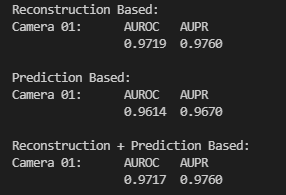 Reconstruction Based:
Camera 01: AUROC AUPR
0.9719 0.9760
Prediction Based:
Camera 01: AUROC AUPR
0.9614 0.9670
Reconstruction + Prediction Based:
Camera 01: AUROC AUPR
0.9717 0.9760